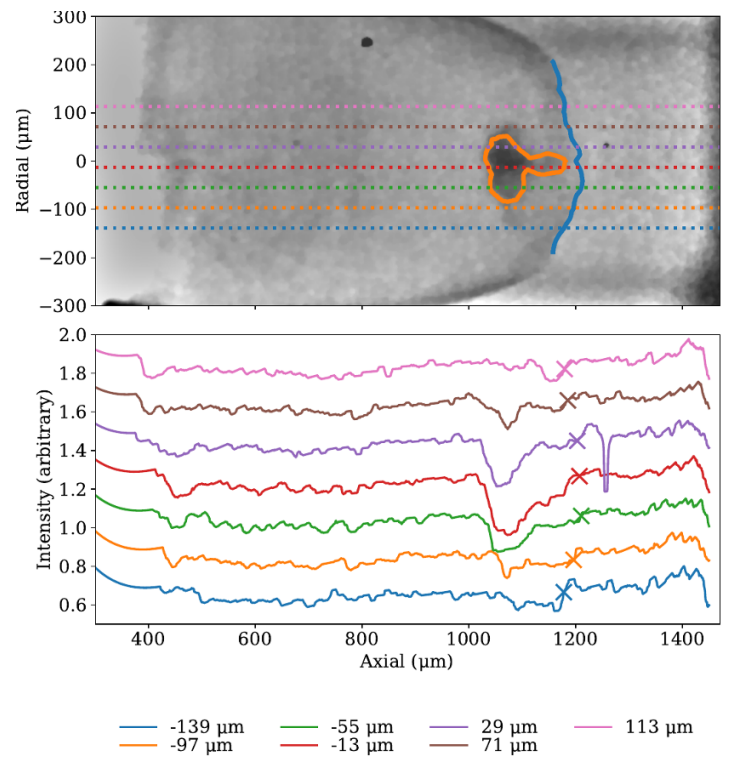 300
200
100
0
−100
−200
−300
Radial (μm)
2.0
1.8
1.6
1.4
1.2
1.0
0.8
0.6
Intensity (arbitrary)
400 600 800 1000 1200 1400
Axial (μm)
-139 μm -55 μm 29 μm 113 μm
-97 μm -13 μm 71 μm